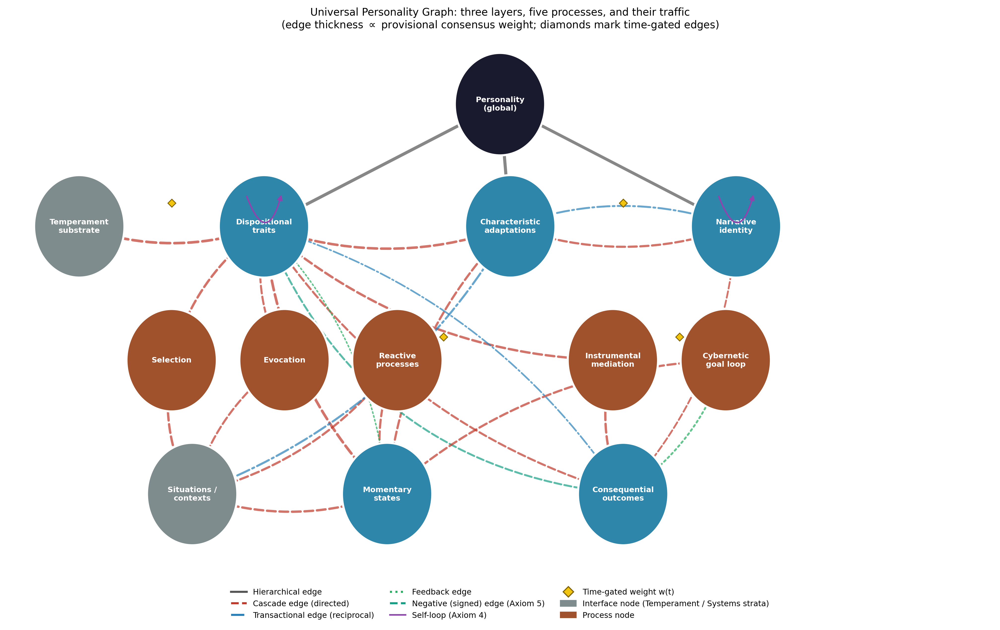 Universal Personality Graph: three layers, five processes, and their traffic
(edge thickness ∝ provisional consensus weight; diamonds mark time-gated edges)
Personality
(global)
Temperament
substrate
Dispositional
traits
Characteristic
adaptations
Narrative
identity
Selection
Evocation
Reactive
processes
Instrumental
mediation
Cybernetic
goal loop
Situations /
contexts
Momentary
states
Consequential
outcomes
Hierarchical edge
Cascade edge (directed)
Transactional edge (reciprocal)
Feedback edge
Negative (signed) edge (Axiom 5)
Self-loop (Axiom 4)
Time-gated weight w(t)
Interface node (Temperament / Systems strata)
Process node